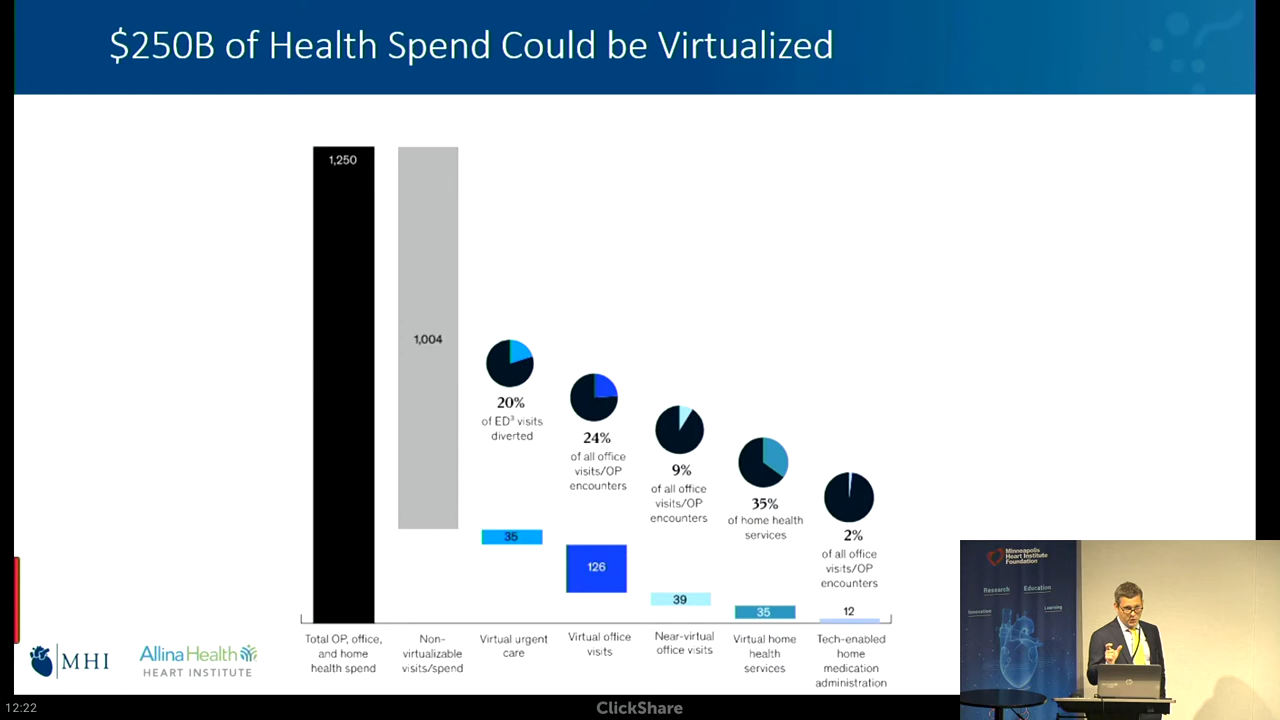 $250B of Health Spend Could be Virtualized
1,250
1,004
20%
of ED³ visits
diverted
24%
of all office
visits/OP
encounters
9%
of all office
visits/OP
encounters
35%
of home health
services
2%
of all office
visits/OP
encounters
35
126
39
35
12
Total OP, office,
and home
health spend
Non-
virtualizable
visits/spend
Virtual urgent
care
Virtual office
visits
Near-virtual
office visits
Virtual home
health
services
Tech-enabled
home
medication
administration
MHI
Allina Health
HEART INSTITUTE
Minneapolis
Heart Institute
Foundation
Research
Education
Innovation
Learning
12:22
ClickShare